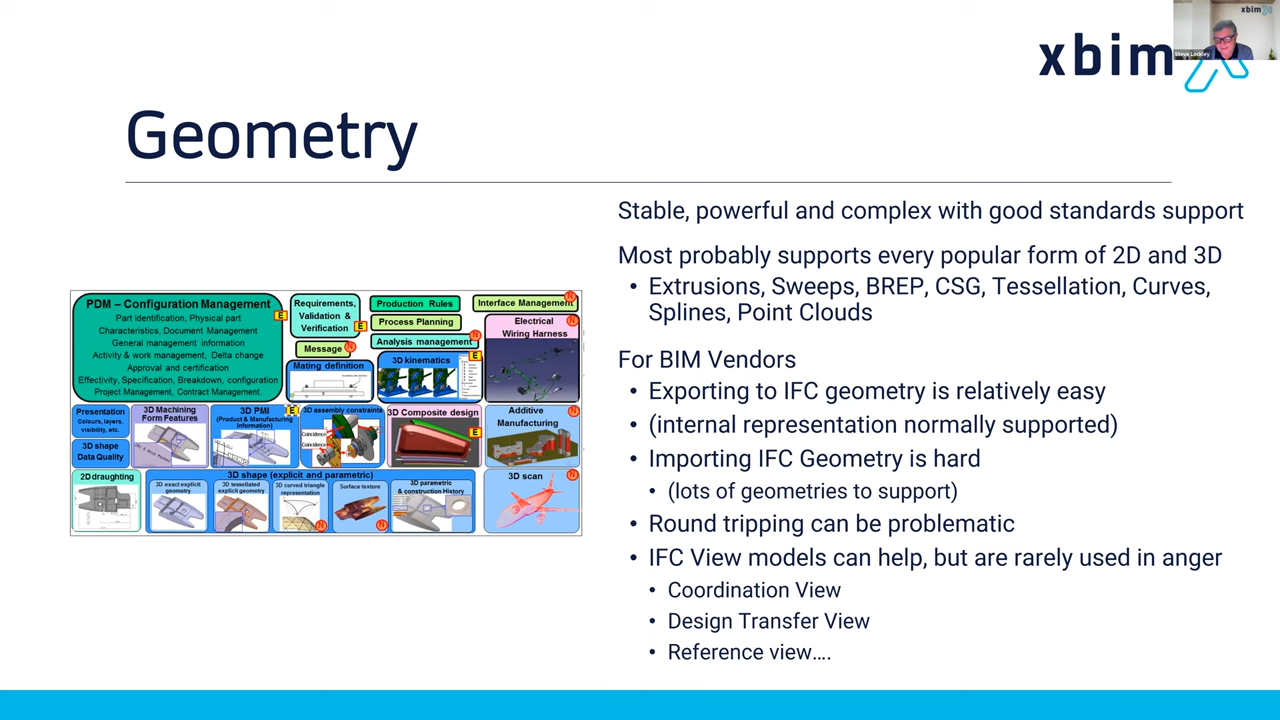 xbim
xbim
Steve Lockley
Geometry
Stable, powerful and complex with good standards support
Most probably supports every popular form of 2D and 3D
• Extrusions, Sweeps, BREP, CSG, Tessellation, Curves,
Splines, Point Clouds
For BIM Vendors
• Exporting to IFC geometry is relatively easy
• (internal representation normally supported)
• Importing IFC Geometry is hard
• (lots of geometries to support)
• Round tripping can be problematic
• IFC View models can help, but are rarely used in anger
• Coordination View
• Design Transfer View
• Reference view....
PDM – Configuration Management
Part identification, Physical part
Characteristics, Document Management
General management information
Activity & work management, Delta change
Approval and certification
Effectivity, Specification, Breakdown, configuration
Project Management, Contract Management.
E
Requirements,
Validation &
Verification
E
Message
N
Production Rules
Process Planning
Analysis management
N
Interface Management
N
Electrical
Wiring Harness
N
Mating definition
3D kinematics
E
Presentation
Colours, layers,
visibility, etc.
3D shape
Data Quality
3D Machining
Form Features
3D PMI
(Product & Manufacturing
Information)
E
3D assembly constraints
Coincidence
Coincidence
3D Composite design
E
Additive
Manufacturing
N
2D draughting
3D shape (explicit and parametric)
3D exact explicit
geometry
3D tessellated
explicit geometry
3D curved triangle
representation
N
Surface texture
N
3D parametric
& construction History
3D scan
N